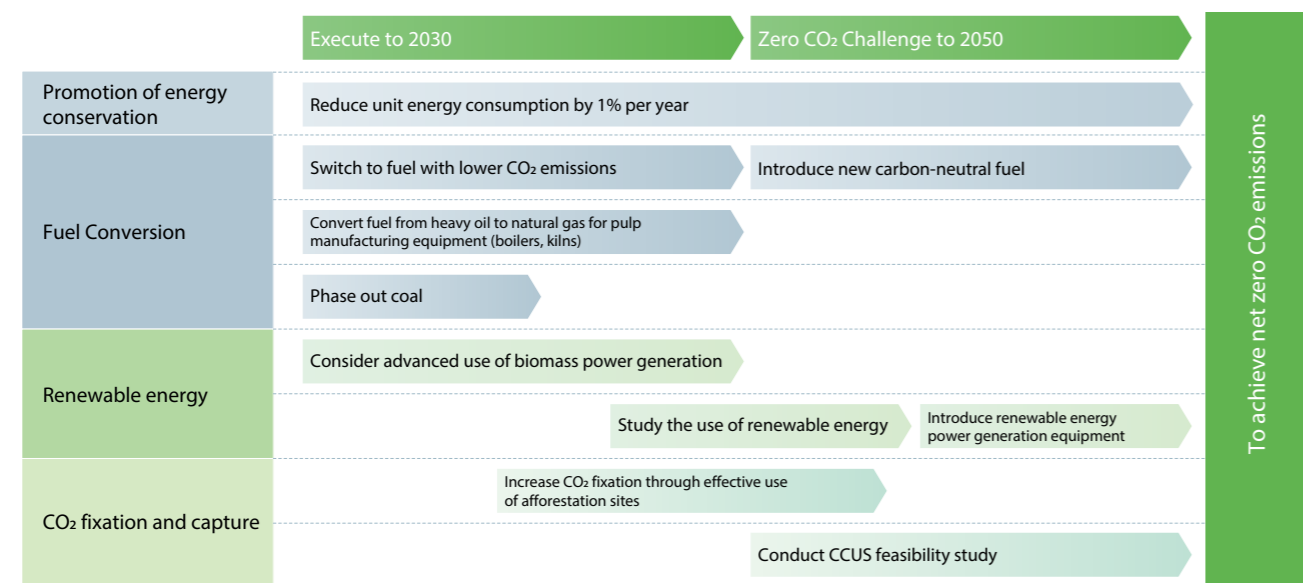 Execute to 2030
Zero CO₂ Challenge to 2050
Promotion of energy
conservation
Reduce unit energy consumption by 1% per year
Fuel Conversion
Switch to fuel with lower CO₂ emissions
Introduce new carbon-neutral fuel
Convert fuel from heavy oil to natural gas for pulp
manufacturing equipment (boilers, kilns)
Phase out coal
Renewable energy
Consider advanced use of biomass power generation
Study the use of renewable energy
Introduce renewable energy
power generation equipment
CO₂ fixation and capture
Increase CO₂ fixation through effective use
of afforestation sites
Conduct CCUS feasibility study
To achieve net zero CO₂ emissions